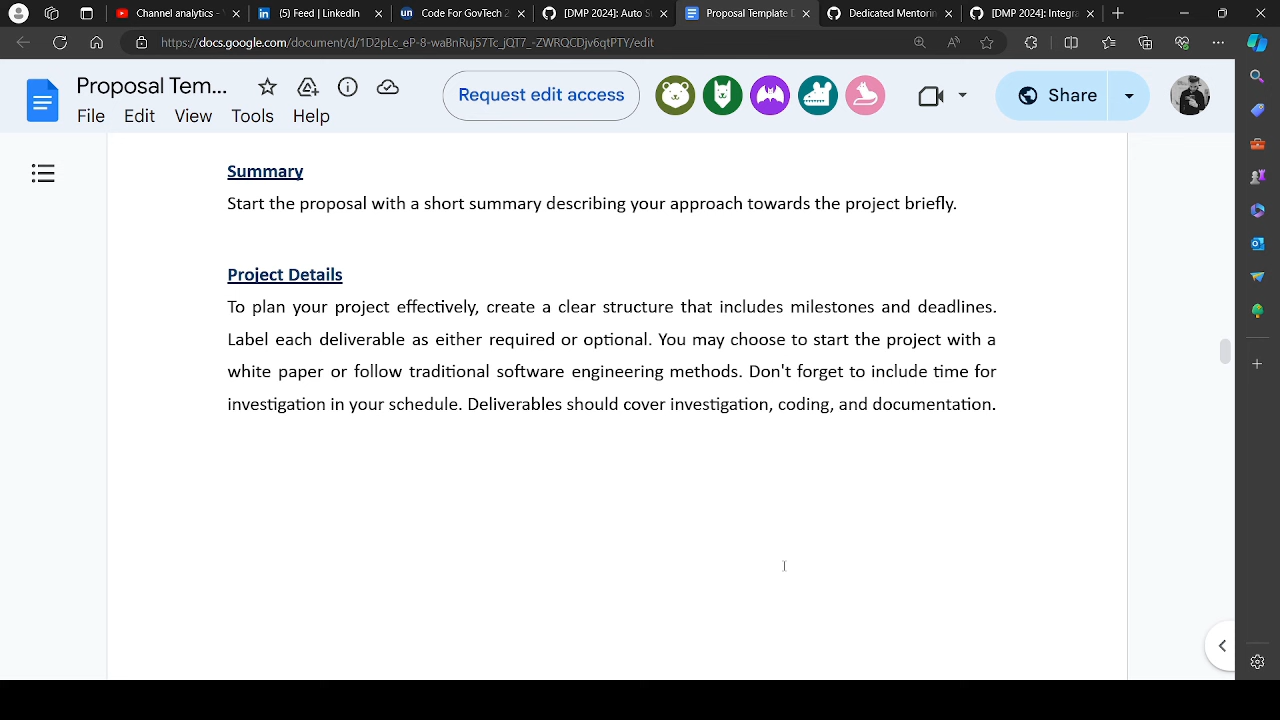 Channel analytics -
(5) Feed | LinkedIn
Code For GovTech 2
[DMP 2024]: Auto S
Proposal Template
Dedicated Mentorin
[DMP 2024]: Integra
https://docs.google.com/document/d/1D2pLc_eP-8-waBnRuj57Tc_jQT7_-ZWRQCDjv6qtPTY/edit
Proposal Tem...
Request edit access
Share
File Edit View Tools Help
Summary
Start the proposal with a short summary describing your approach towards the project briefly.
Project Details
To plan your project effectively, create a clear structure that includes milestones and deadlines.
Label each deliverable as either required or optional. You may choose to start the project with a
white paper or follow traditional software engineering methods. Don't forget to include time for
investigation in your schedule. Deliverables should cover investigation, coding, and documentation.